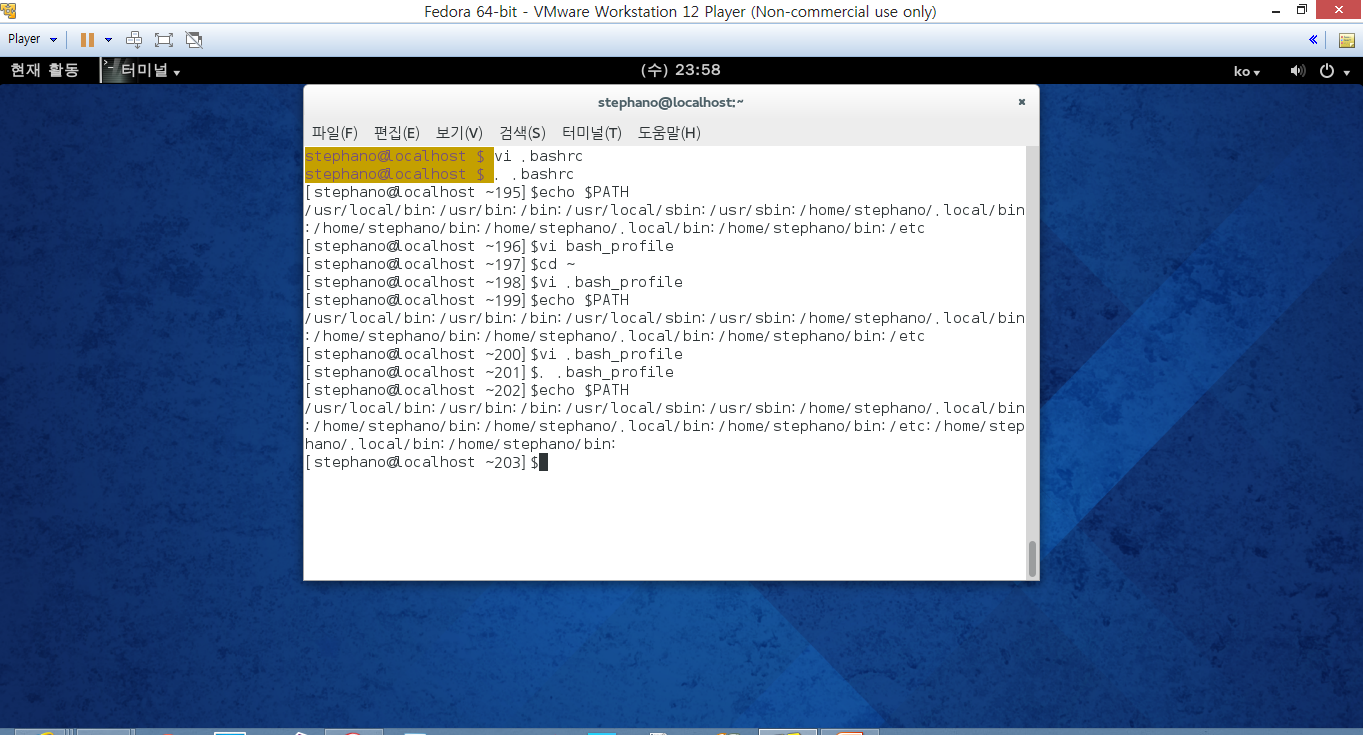 Fedora 64-bit - VMware Workstation 12 Player (Non-commercial use only)
Player
현재 활동 터미널 (수) 23:58 ko
stephano@localhost:~
파일(F) 편집(E) 보기(V) 검색(S) 터미널(T) 도움말(H)
stephano@localhost $ vi .bashrc
stephano@localhost $ . .bashrc
[stephano@localhost ~195]$echo $PATH
/usr/local/bin:/usr/bin:/bin:/usr/local/sbin:/usr/sbin:/home/stephano/.local/bin
:/home/stephano/bin:/home/stephano/.local/bin:/home/stephano/bin:/etc
[stephano@localhost ~196]$vi bash_profile
[stephano@localhost ~197]$cd ~
[stephano@localhost ~198]$vi .bash_profile
[stephano@localhost ~199]$echo $PATH
/usr/local/bin:/usr/bin:/bin:/usr/local/sbin:/usr/sbin:/home/stephano/.local/bin
:/home/stephano/bin:/home/stephano/.local/bin:/home/stephano/bin:/etc
[stephano@localhost ~200]$vi .bash_profile
[stephano@localhost ~201]$. .bash_profile
[stephano@localhost ~202]$echo $PATH
/usr/local/bin:/usr/bin:/bin:/usr/local/sbin:/usr/sbin:/home/stephano/.local/bin
:/home/stephano/bin:/home/stephano/.local/bin:/home/stephano/bin:/etc:/home/step
hano/.local/bin:/home/stephano/bin:
[stephano@localhost ~203]$